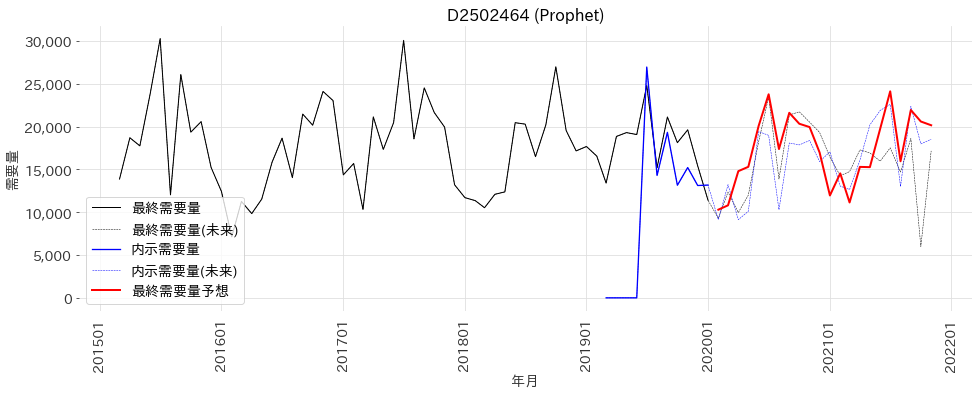 D2502464 (Prophet)
需要量
30,000
25,000
20,000
15,000
10,000
5,000
0
最終需要量
最終需要量(未来)
内示需要量
内示需要量(未来)
最終需要量予想
201501
201601
201701
201801
201901
202001
202101
202201
年月